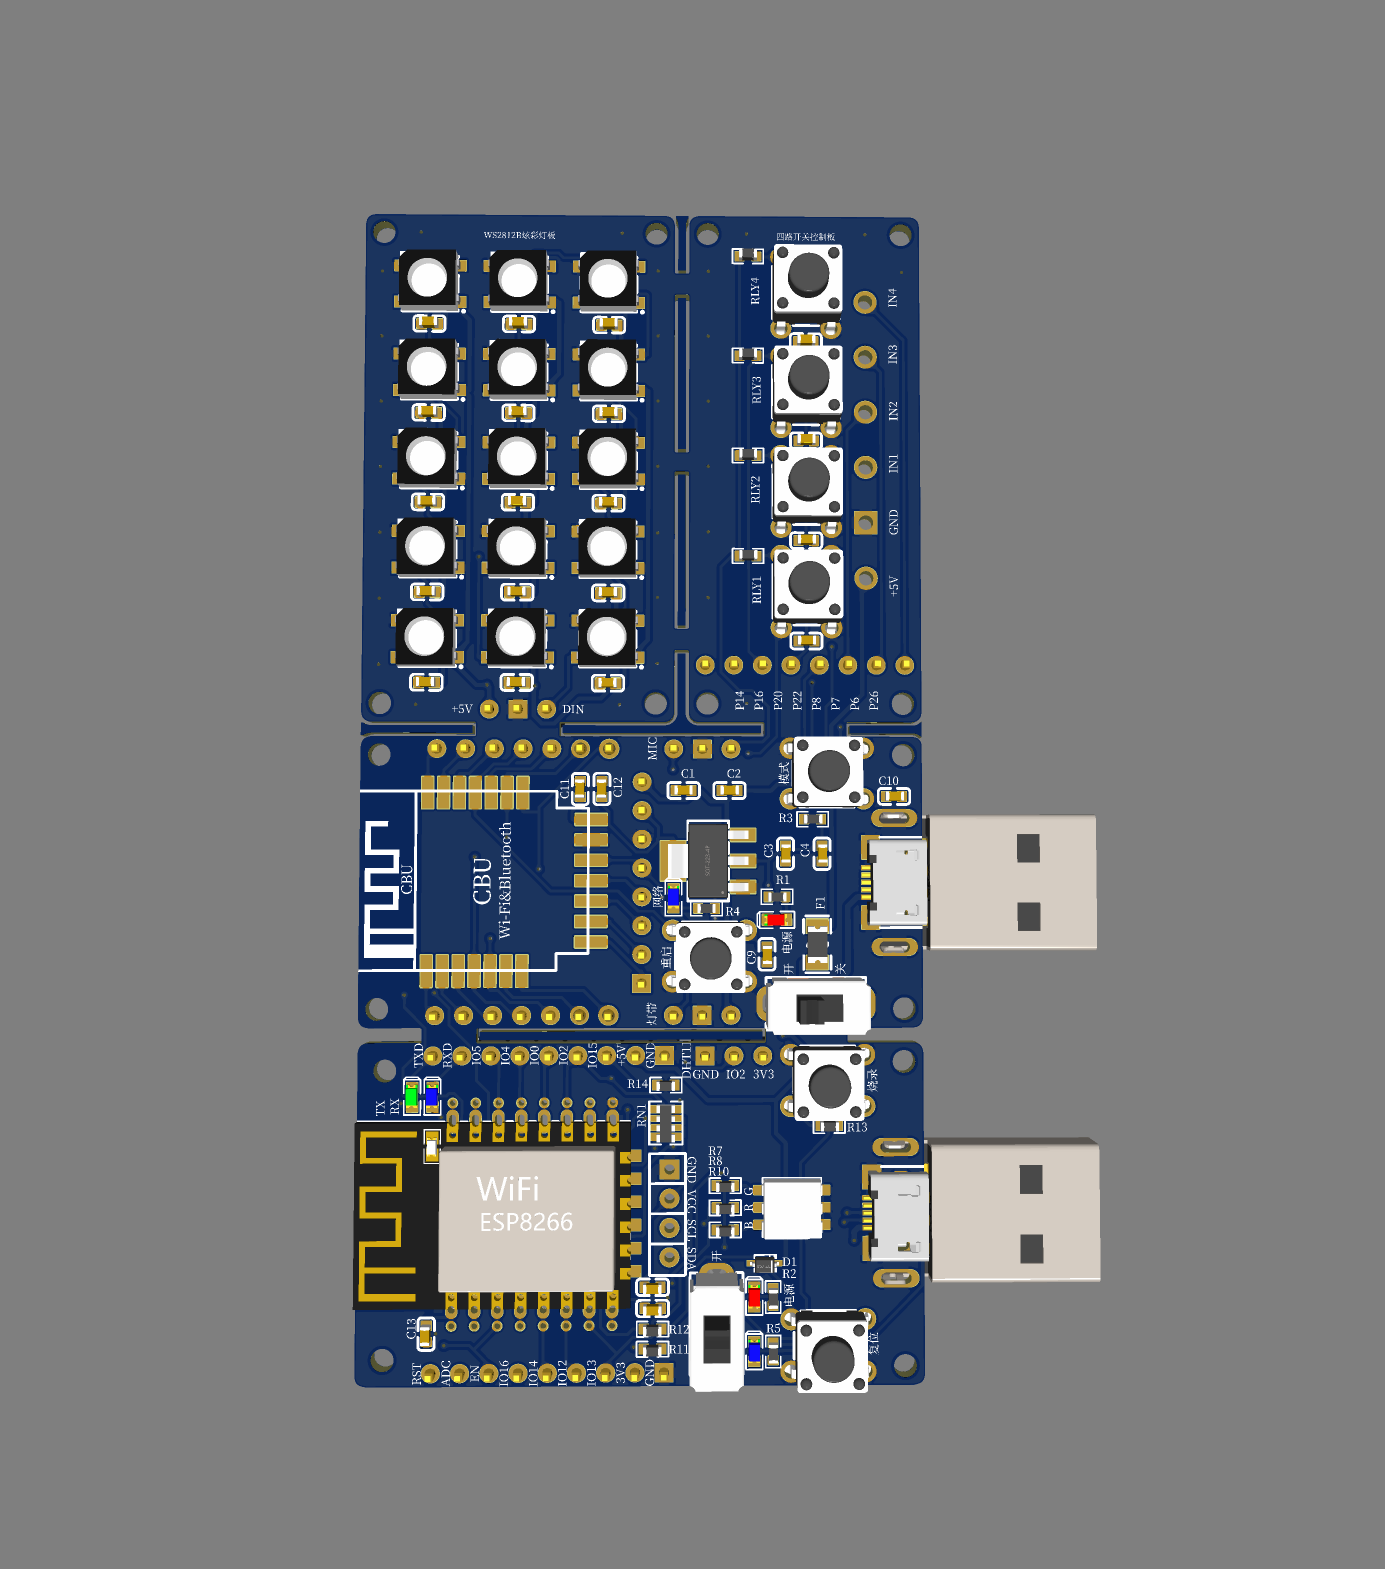 WS2812B炫彩灯板
四路开关控制板
RLY4
IN4
RLY3
IN3
RLY2
IN2
IN1
GND
RLY1
+5V
P14
P16
P20
P22
P8
P7
P6
P26
+5V
DIN
MIC
C11
C12
C1
C2
模式
C10
R3
CBU
CBU
Wi-Fi&Bluetooth
C3
C4
网络
R4
R1
F1
电源
重启
C9
开
关
灯带
TXD
RXD
IO5
IO4
IO0
IO2
IO15
+5V
GND
DHT11
GND
IO2
3V3
TX
RX
R14
RN1
烧录
R13
WiFi
ESP8266
GND
VCC
SCL
SDA
R7
R8
R10
G
R
B
开
D1
R2
电源
R5
复位
C13
R12
R11
RST
ADC
EN
IO16
IO14
IO12
IO13
3V3
GND